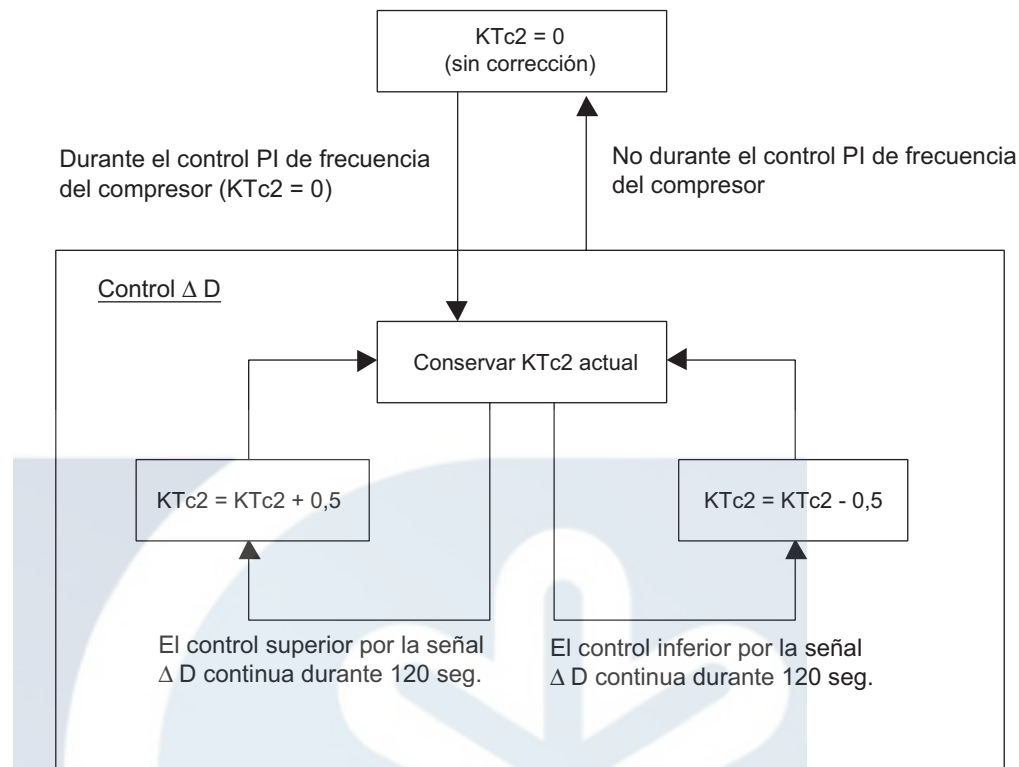 KTc2 = 0
(sin corrección)
Durante el control PI de frecuencia
del compresor (KTc2 = 0)
No durante el control PI de frecuencia
del compresor
Control Δ D
Conservar KTc2 actual
KTc2 = KTc2 + 0,5
KTc2 = KTc2 - 0,5
El control superior por la señal
Δ D continua durante 120 seg.
El control inferior por la señal
Δ D continua durante 120 seg.